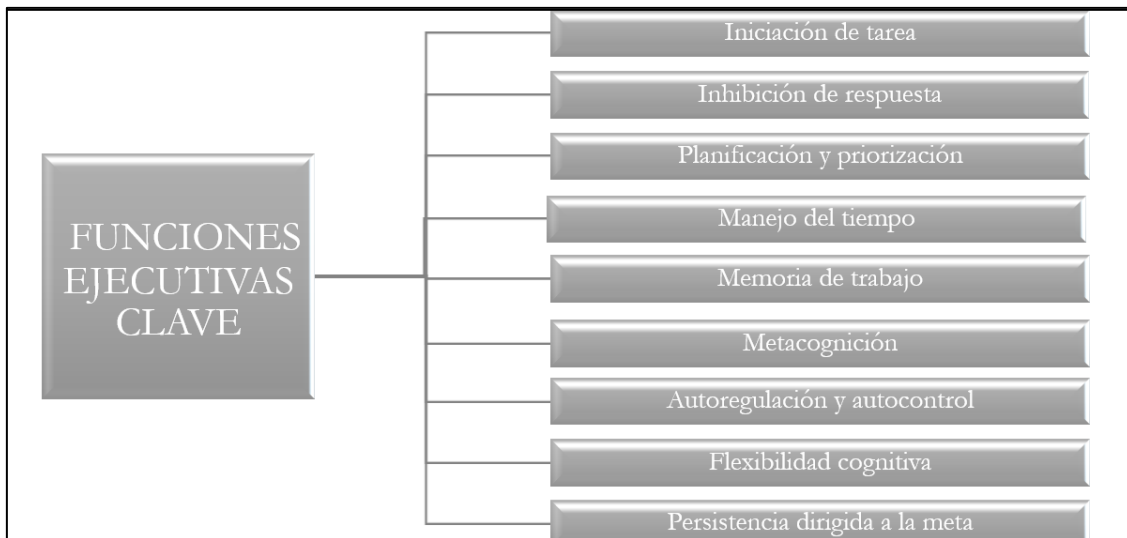 FUNCIONES
EJECUTIVAS
CLAVE
Iniciación de tarea
Inhibición de respuesta
Planificación y priorización
Manejo del tiempo
Memoria de trabajo
Metacognición
Autoregulación y autocontrol
Flexibilidad cognitiva
Persistencia dirigida a la meta